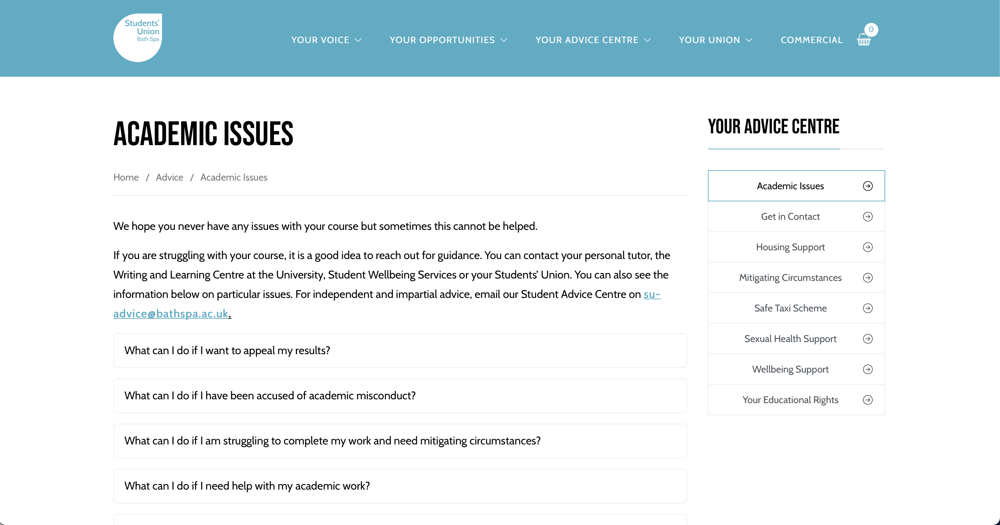 Students'
Union
Bath Spa
YOUR VOICE
YOUR OPPORTUNITIES
YOUR ADVICE CENTRE
YOUR UNION
COMMERCIAL
0
ACADEMIC ISSUES
Home / Advice / Academic Issues
We hope you never have any issues with your course but sometimes this cannot be helped.
If you are struggling with your course, it is a good idea to reach out for guidance. You can contact your personal tutor, the
Writing and Learning Centre at the University, Student Wellbeing Services or your Students’ Union. You can also see the
information below on particular issues. For independent and impartial advice, email our Student Advice Centre on su-
advice@bathspa.ac.uk.
What can I do if I want to appeal my results?
What can I do if I have been accused of academic misconduct?
What can I do if I am struggling to complete my work and need mitigating circumstances?
What can I do if I need help with my academic work?
YOUR ADVICE CENTRE
Academic Issues
Get in Contact
Housing Support
Mitigating Circumstances
Safe Taxi Scheme
Sexual Health Support
Wellbeing Support
Your Educational Rights